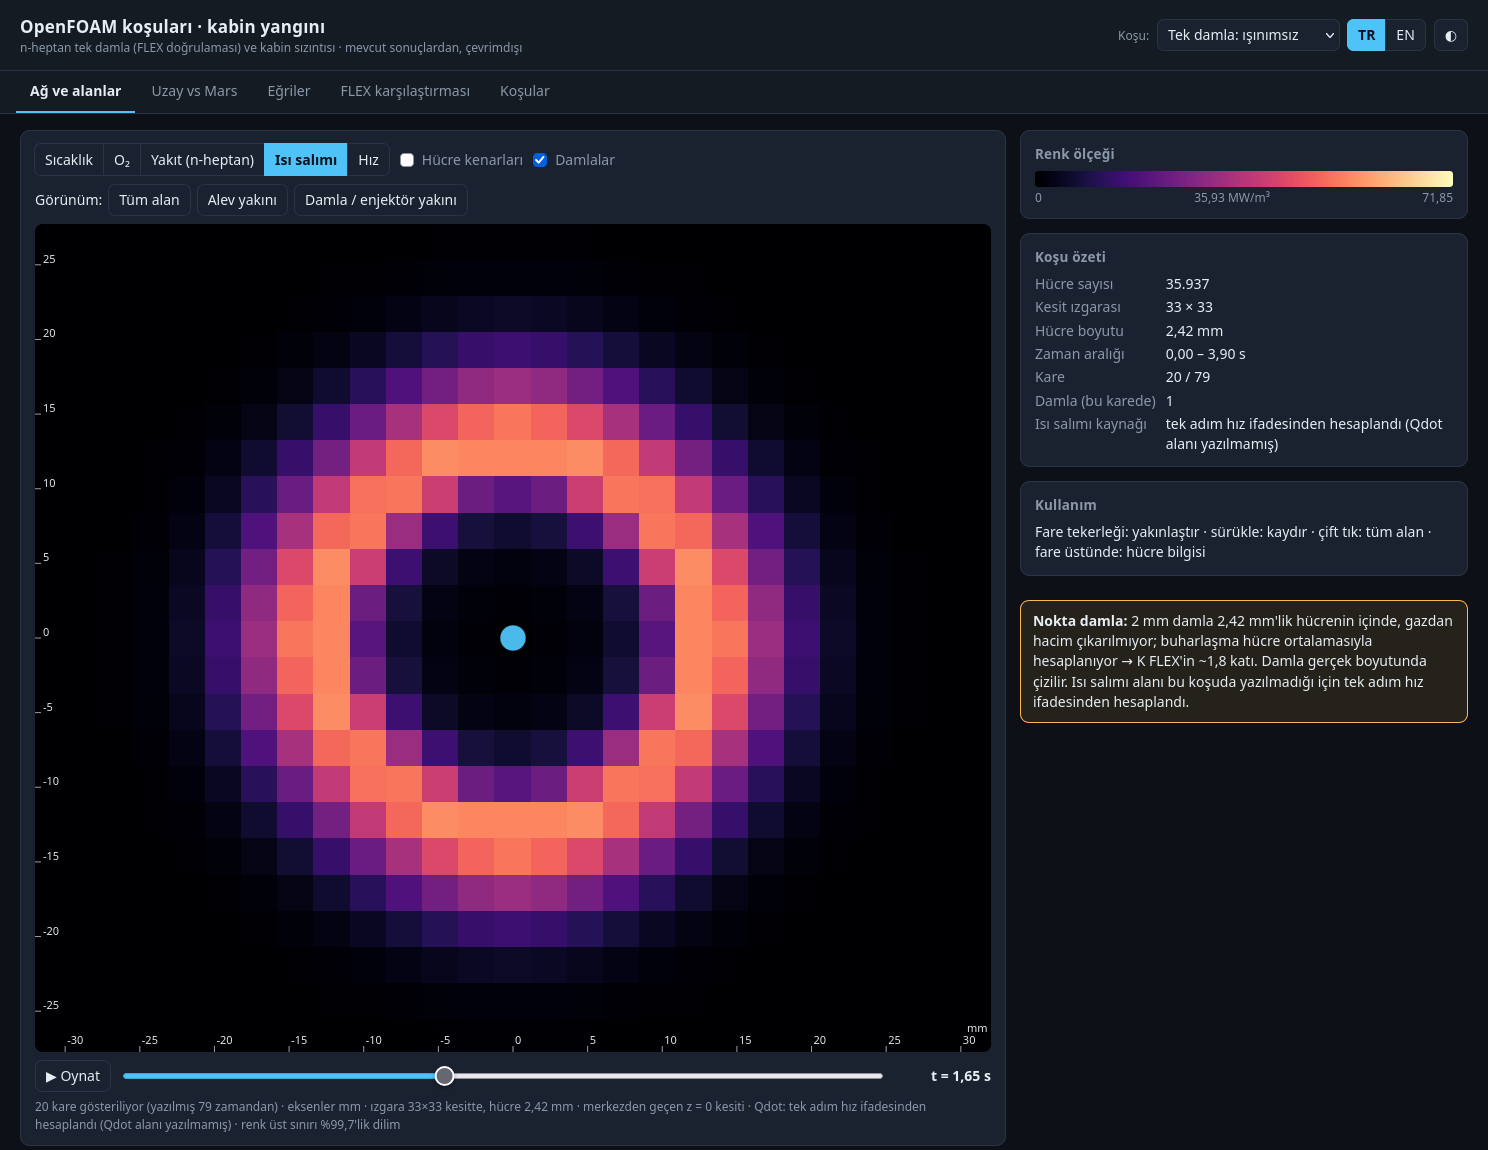 OpenFOAM koşuları · kabin yangını
n-heptan tek damla (FLEX doğrulaması) ve kabin sızıntısı · mevcut sonuçlardan, çevrimdışı
Koşu: Tek damla: ışınımsız TR EN
Ağ ve alanlar Uzay vs Mars Eğriler FLEX karşılaştırması Koşular
Sıcaklık O₂ Yakıt (n-heptan) Isı salımı Hız Hücre kenarları Damlalar
Görünüm: Tüm alan Alev yakını Damla / enjektör yakını
25
20
15
10
5
0
-5
-10
-15
-20
-25
mm
-30 -25 -20 -15 -10 -5 0 5 10 15 20 25 30
▶ Oynat t = 1,65 s
20 kare gösteriliyor (yazılmış 79 zamandan) · eksenler mm · ızgara 33×33 kesitte, hücre 2,42 mm · merkezden geçen z = 0 kesiti · Qdot: tek adım hız ifadesinden
hesaplandı (Qdot alanı yazılmamış) · renk üst sınırı %99,7'lik dilim
Renk ölçeği
0 35,93 MW/m³ 71,85
Koşu özeti
Hücre sayısı 35.937
Kesit ızgarası 33 × 33
Hücre boyutu 2,42 mm
Zaman aralığı 0,00 – 3,90 s
Kare 20 / 79
Damla (bu karede) 1
Isı salımı kaynağı tek adım hız ifadesinden hesaplandı (Qdot
alanı yazılmamış)
Kullanım
Fare tekerleği: yakınlaştır · sürükle: kaydır · çift tık: tüm alan ·
fare üstünde: hücre bilgisi
Nokta damla: 2 mm damla 2,42 mm'lik hücrenin içinde, gazdan
hacim çıkarılmıyor; buharlaşma hücre ortalamasıyla
hesaplanıyor → K FLEX'in ~1,8 katı. Damla gerçek boyutunda
çizilir. Isı salımı alanı bu koşuda yazılmadığı için tek adım hız
ifadesinden hesaplandı.